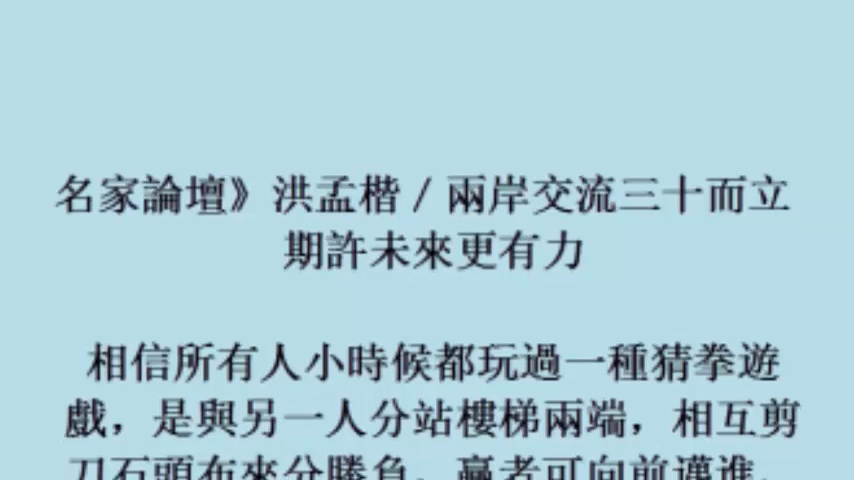 名家論壇》洪孟楷／兩岸交流三十而立
期許未來更有力
相信所有人小時候都玩過一種猜拳遊
戲，是與另一人分站樓梯兩端，相互剪
刀石頭布來分勝負，贏者可向前邁進，